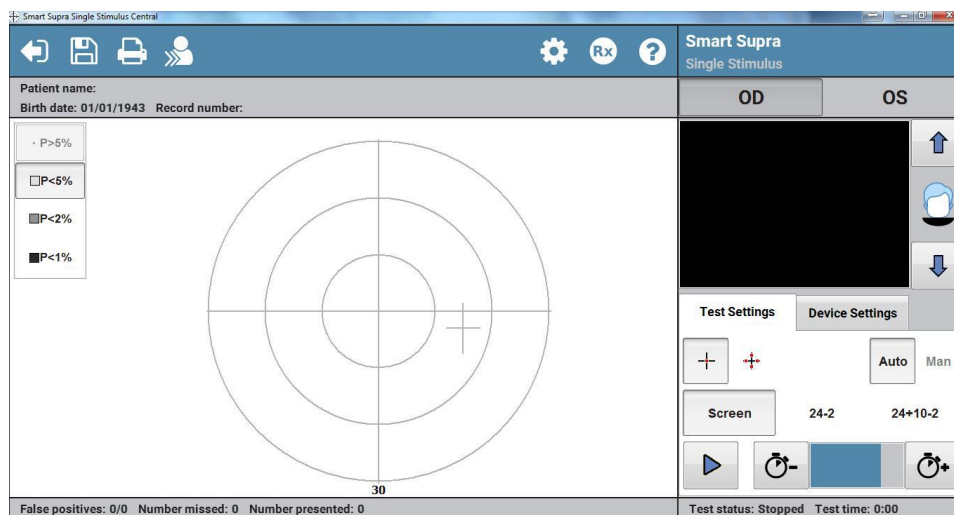 Smart Supra Single Stimulus Central
Rx
?
Smart Supra
Single Stimulus
Patient name:
Birth date: 01/01/1943 Record number:
OD OS
· P>5%
P<5%
P<2%
P<1%
30
Test Settings Device Settings
Auto Man
Screen 24-2 24+10-2
False positives: 0/0 Number missed: 0 Number presented: 0
Test status: Stopped Test time: 0:00